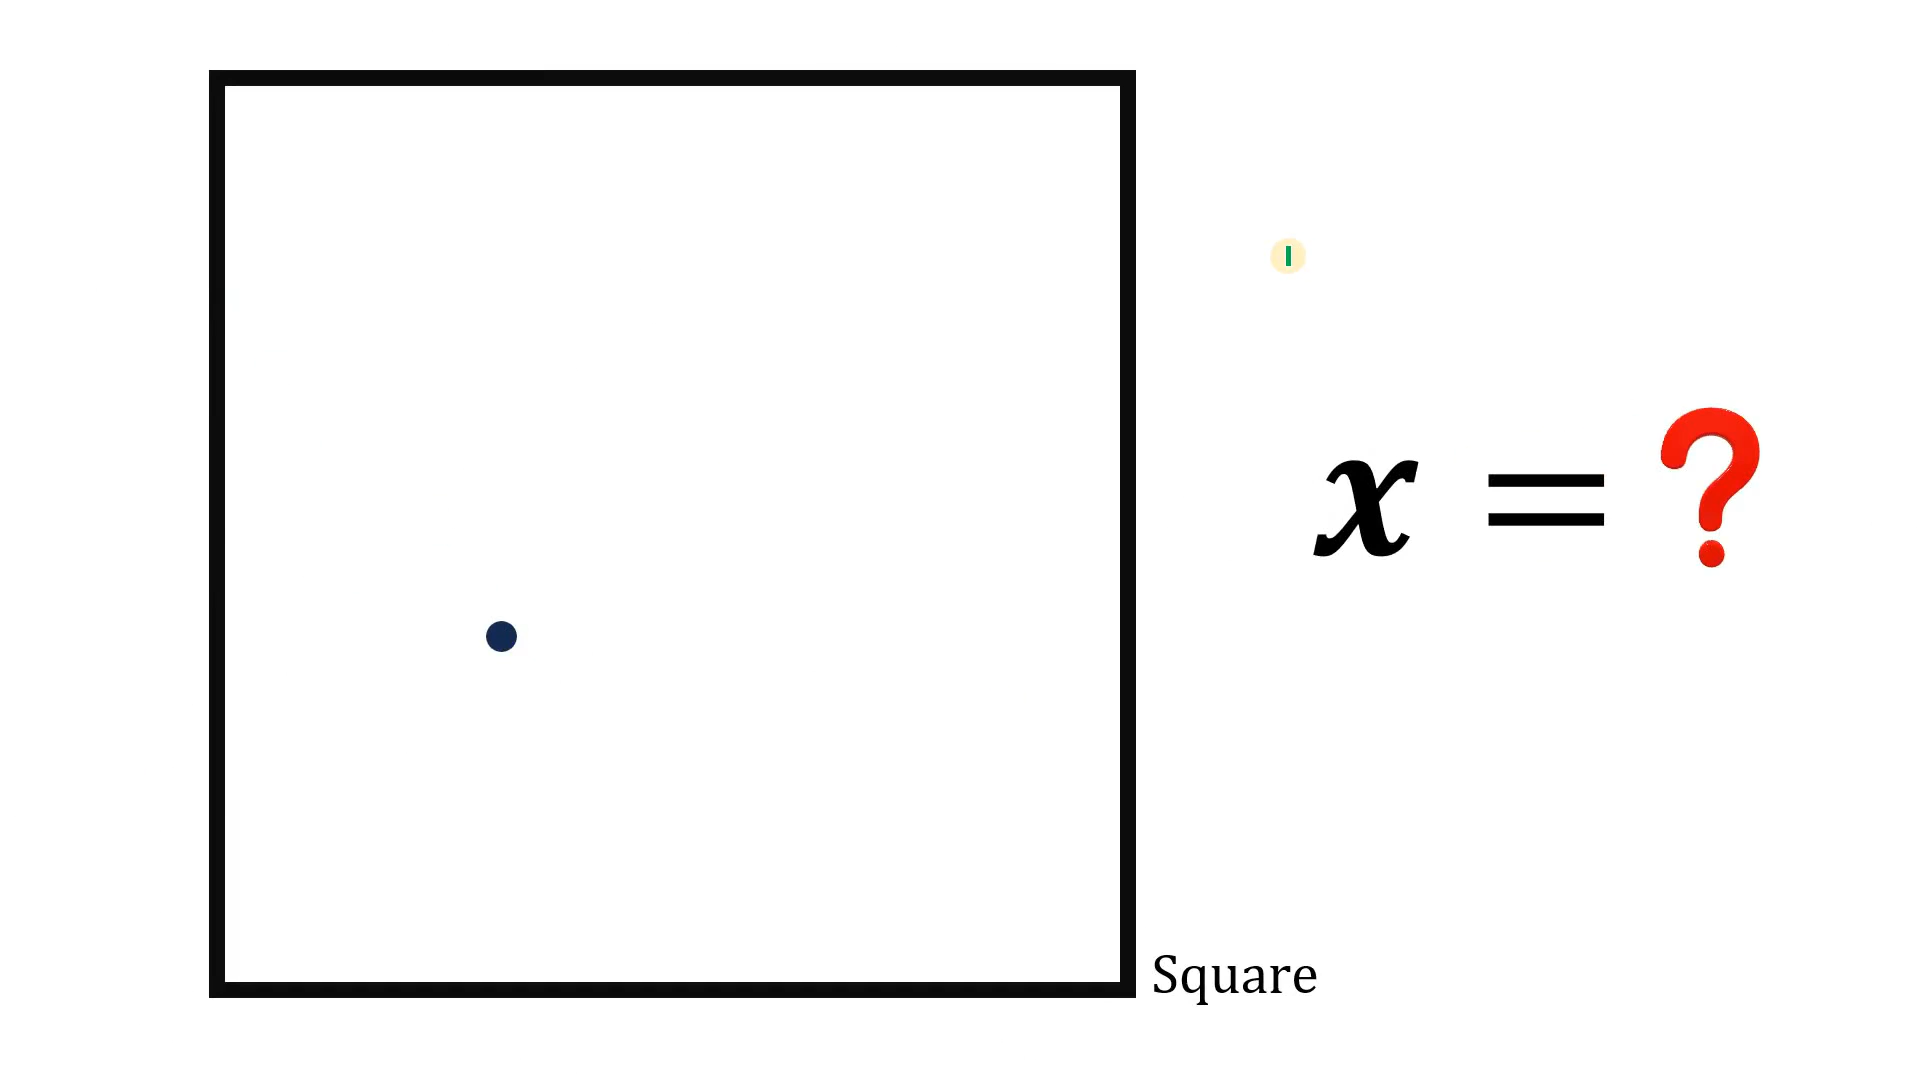 x = ?
Square